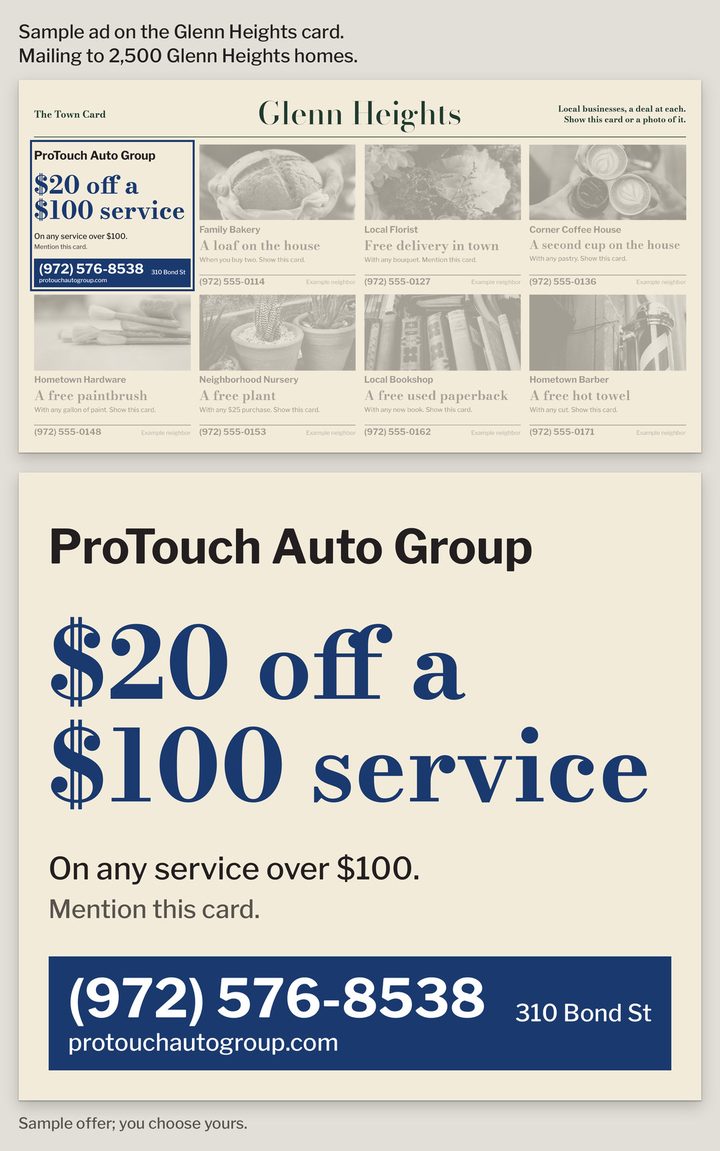 Sample ad on the Glenn Heights card.
Mailing to 2,500 Glenn Heights homes.
The Town Card
Glenn Heights
Local businesses, a deal at each.
Show this card or a photo of it.
ProTouch Auto Group
$20 off a
$100 service
On any service over $100.
Mention this card.
(972) 576-8538 310 Bond St
protouchautogroup.com
Family Bakery
A loaf on the house
When you buy two. Show this card.
(972) 555-0114 Example neighbor
Local Florist
Free delivery in town
With any bouquet. Mention this card.
(972) 555-0127 Example neighbor
Corner Coffee House
A second cup on the house
With any pastry. Show this card.
(972) 555-0136 Example neighbor
Hometown Hardware
A free paintbrush
With any gallon of paint. Show this card.
(972) 555-0148 Example neighbor
Neighborhood Nursery
A free plant
With any $25 purchase. Show this card.
(972) 555-0153 Example neighbor
Local Bookshop
A free used paperback
With any new book. Show this card.
(972) 555-0162 Example neighbor
Hometown Barber
A free hot towel
With any cut. Show this card.
(972) 555-0171 Example neighbor
ProTouch Auto Group
$20 off a
$100 service
On any service over $100.
Mention this card.
(972) 576-8538 310 Bond St
protouchautogroup.com
Sample offer; you choose yours.